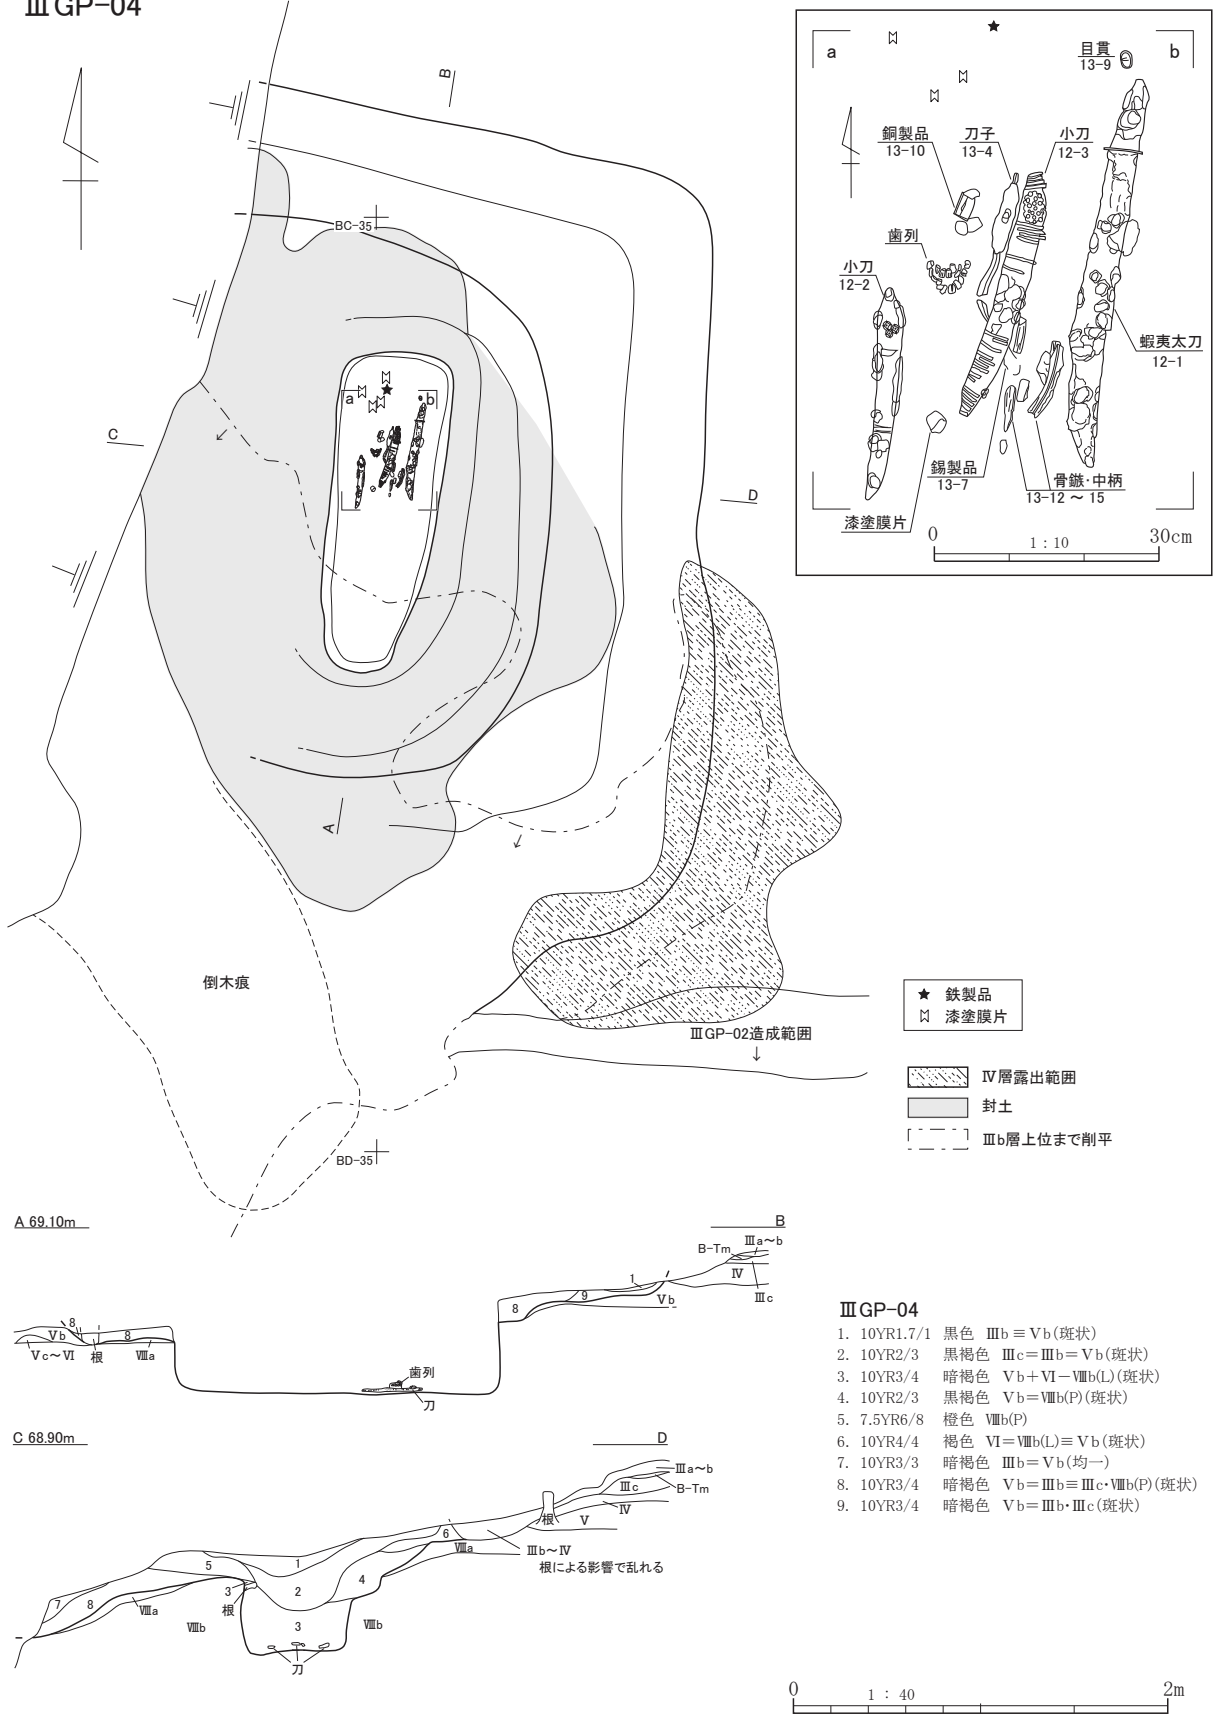 ⅢGP-04
B
a
b
目貫
13-9
銅製品
13-10
刀子
13-4
小刀
12-3
歯列
小刀
12-2
蝦夷太刀
12-1
錫製品
13-7
骨鏃・中柄
13-12 ～ 15
漆塗膜片
0
1：10
30cm
BC-35
a
b
C
D
A
倒木痕
ⅢGP-02造成範囲
↓
BD-35
★ 鉄製品
漆塗膜片
Ⅳ層露出範囲
封土
Ⅲb層上位まで削平
A 69.10m
B
Ⅲa～b
B-Tm
Ⅳ
Ⅲc
1
9
8
Ⅴb
8
Ⅴb
8
Ⅴc～Ⅵ
根
Ⅷa
歯列
刀
C 68.90m
D
Ⅲa～b
Ⅲc
B-Tm
Ⅳ
根
Ⅴ
6
Ⅷa
Ⅲb～Ⅳ
根による影響で乱れる
5
1
2
4
3
7
8
Ⅷa
根
Ⅷb
3
Ⅷb
刀
ⅢGP-04
1. 10YR1.7/1 黒色 Ⅲb≡Ⅴb(斑状)
2. 10YR2/3 黒褐色 Ⅲc＝Ⅲb＝Ⅴb(斑状)
3. 10YR3/4 暗褐色 Ⅴb＋Ⅵ－Ⅷb(L)(斑状)
4. 10YR2/3 黒褐色 Ⅴb＝Ⅷb(P)(斑状)
5. 7.5YR6/8 橙色 Ⅷb(P)
6. 10YR4/4 褐色 Ⅵ＝Ⅷb(L)≡Ⅴb(斑状)
7. 10YR3/3 暗褐色 Ⅲb＝Ⅴb(均一)
8. 10YR3/4 暗褐色 Ⅴb＝Ⅲb≡Ⅲc・Ⅷb(P)(斑状)
9. 10YR3/4 暗褐色 Ⅴb＝Ⅲb・Ⅲc(斑状)
0
1：40
2m